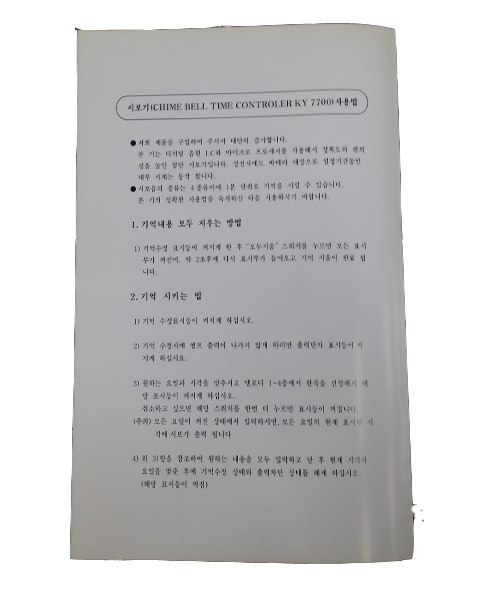 시보기(CHIME BELL TIME CONTROLER KY 7700)사용법
● 저희 제품을 구입하여 주셔서 대단히 감사합니다.
본 기는 디지털 음원 I.C와 마이크로 프로세서를 사용해서 정확도와 편의
성을 높인 첨단 시보기입니다. 정전시에도 배터리 내장으로 일정기간동안
내부 시계는 동작 합니다.
● 시보음의 종류는 4종류이며 1분 단위로 기억을 시킬 수 있습니다.
본 기의 정확한 사용법을 숙지하신 다음 사용하시기 바랍니다.
1. 기억내용 모두 지우는 방법
1) 기억수정 표시등이 켜지게 한 후 "모두지움" 스위치를 누르면 모든 표시
부가 꺼진며, 약 2초후에 다시 표시부가 들어오고 기억 지움이 완료 됩
니다.
2. 기억 시키는 법
1) 기억 수정표시등이 켜지게 하십시오.
2) 기억 수정시에 앰프 출력이 나가지 않게 하려면 출력단자 표시등이 켜
지게 하십시요.
3) 원하는 요일과 시각을 맞추시고 멜로디 1~4중에서 한곡을 선정해서 해
당 표시등이 켜지게 하십시오.
취소하고 싶으면 해당 스위치를 한번 더 누르면 표시등이 꺼집니다.
(주의) 모든 요일이 켜진 상태에서 입력하시면, 모든 요일의 현재 표시된 시
각에 시보가 출력 됩니다
4) 위 3)항을 참조하여 원하는 내용을 모두 입력하고 난 후 현재 시각과
요일을 맞춘 후에 기억수정 상태와 출력차단 상태를 해제 하십시오.
(해당 표시등이 꺼짐)